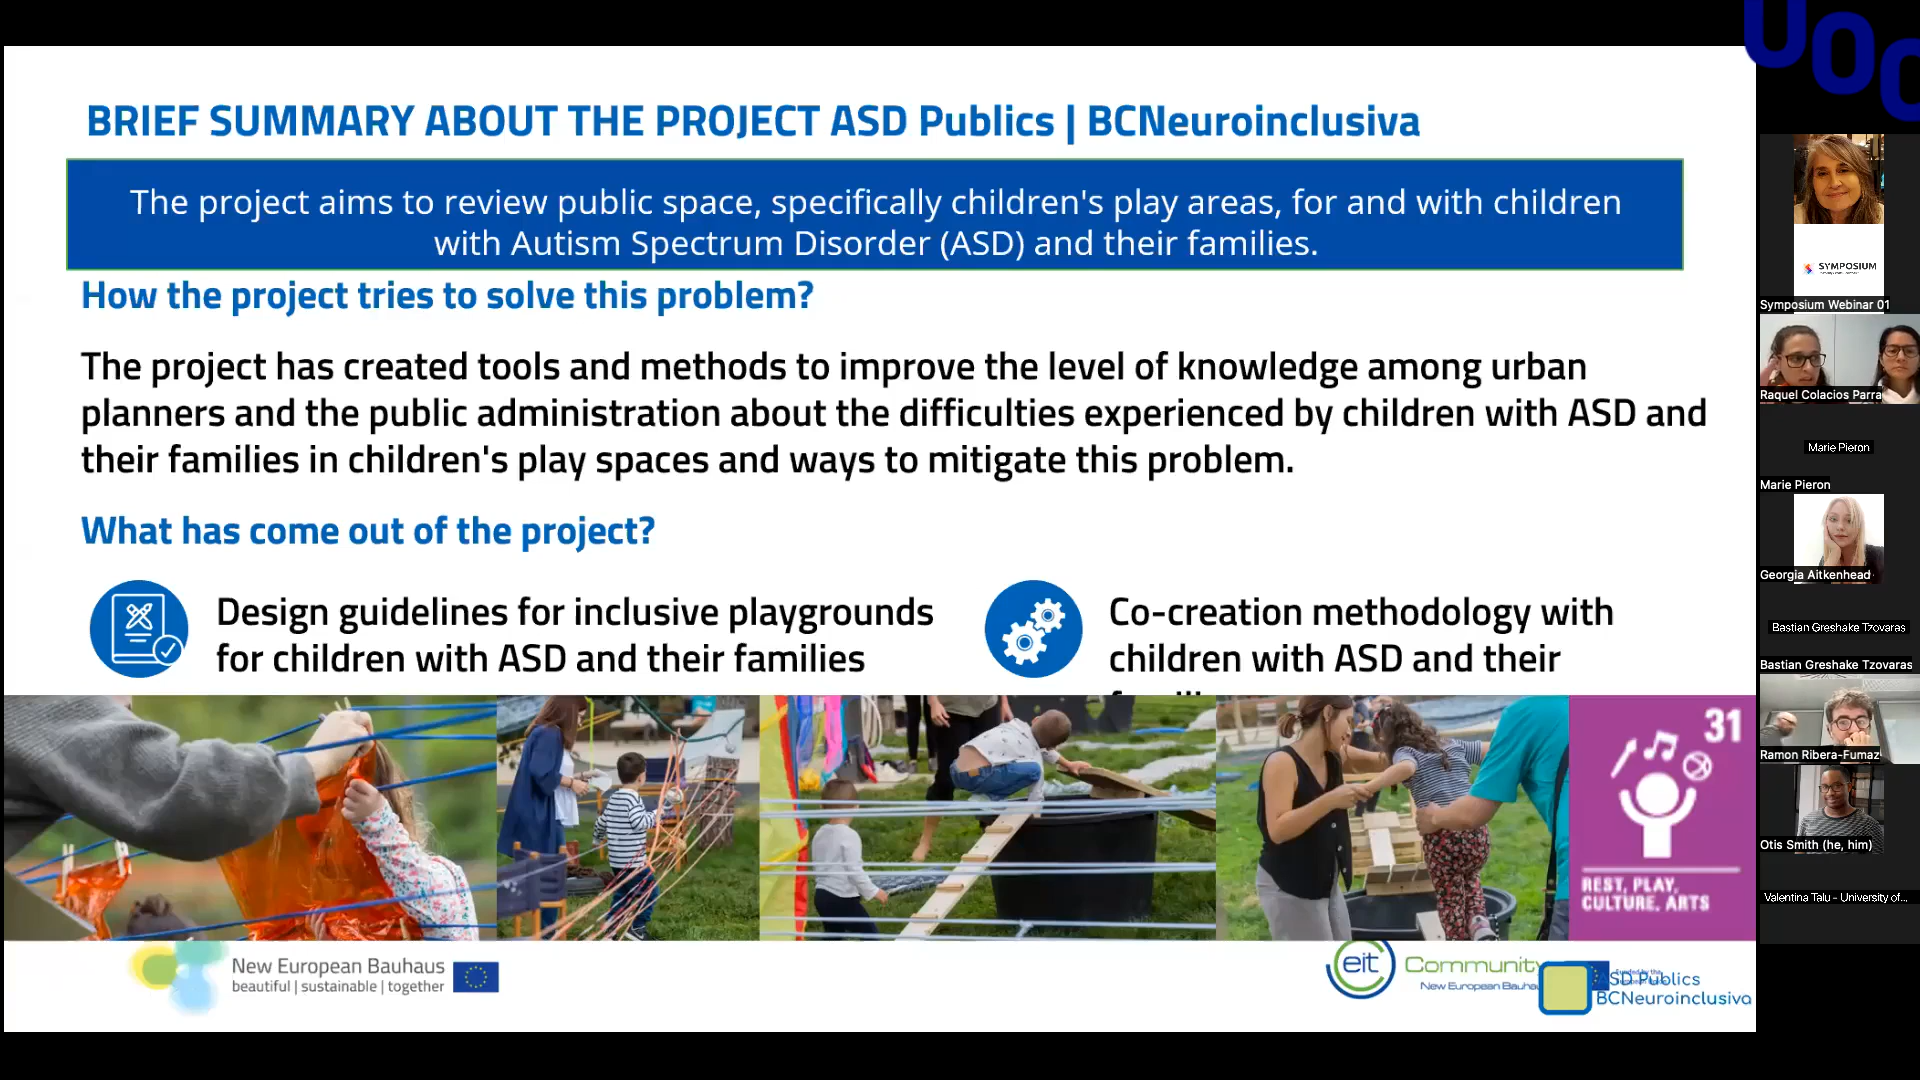 UOC
BRIEF SUMMARY ABOUT THE PROJECT ASD Publics | BCNeuroinclusiva
The project aims to review public space, specifically children's play areas, for and with children
with Autism Spectrum Disorder (ASD) and their families.
How the project tries to solve this problem?
The project has created tools and methods to improve the level of knowledge among urban
planners and the public administration about the difficulties experienced by children with ASD and
their families in children's play spaces and ways to mitigate this problem.
What has come out of the project?
Design guidelines for inclusive playgrounds
for children with ASD and their families
Co-creation methodology with
children with ASD and their
31
REST, PLAY,
CULTURE, ARTS
New European Bauhaus
beautiful | sustainable | together
eit Community
New European Bauha
ASD Publics
BCNeuroinclusiva
SYMPOSIUM
Symposium Webinar 01
Raquel Colacios Parra
Marie Pieron
Marie Pieron
Georgia Aitkenhead
Bastian Greshake Tzovaras
Bastian Greshake Tzovaras
Ramon Ribera-Fumaz
Otis Smith (he, him)
Valentina Talu - University of...